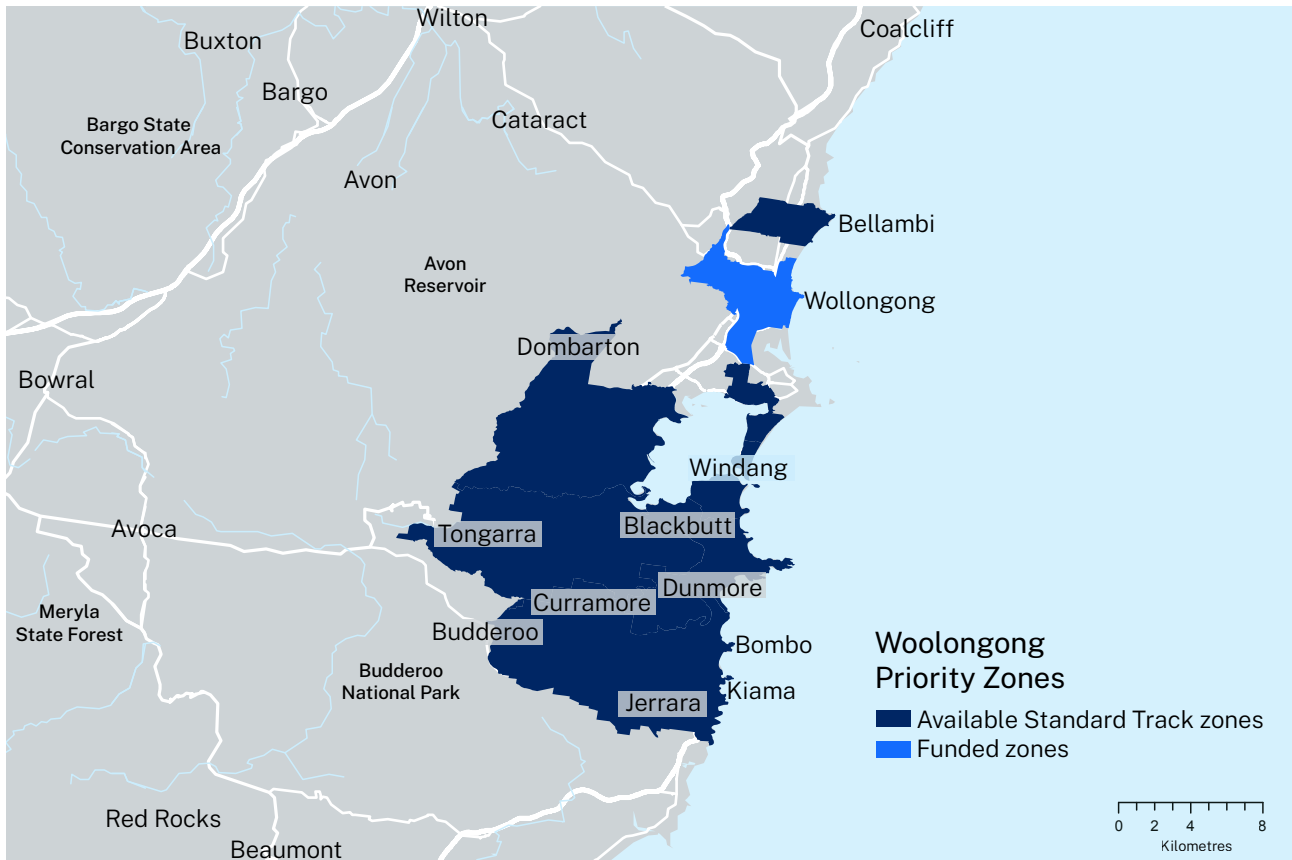 Wilton
Coalcliff
Buxton
Bargo
Cataract
Bargo State
Conservation Area
Avon
Bellambi
Avon
Reservoir
Wollongong
Dombarton
Bowral
Windang
Avoca
Tongarra
Blackbutt
Dunmore
Curramore
Meryla
State Forest
Budderoo
Bombo
Budderoo
National Park
Kiama
Jerrara
Woolongong
Priority Zones
Available Standard Track zones
Funded zones
Red Rocks
Beaumont
0 2 4 8
Kilometres